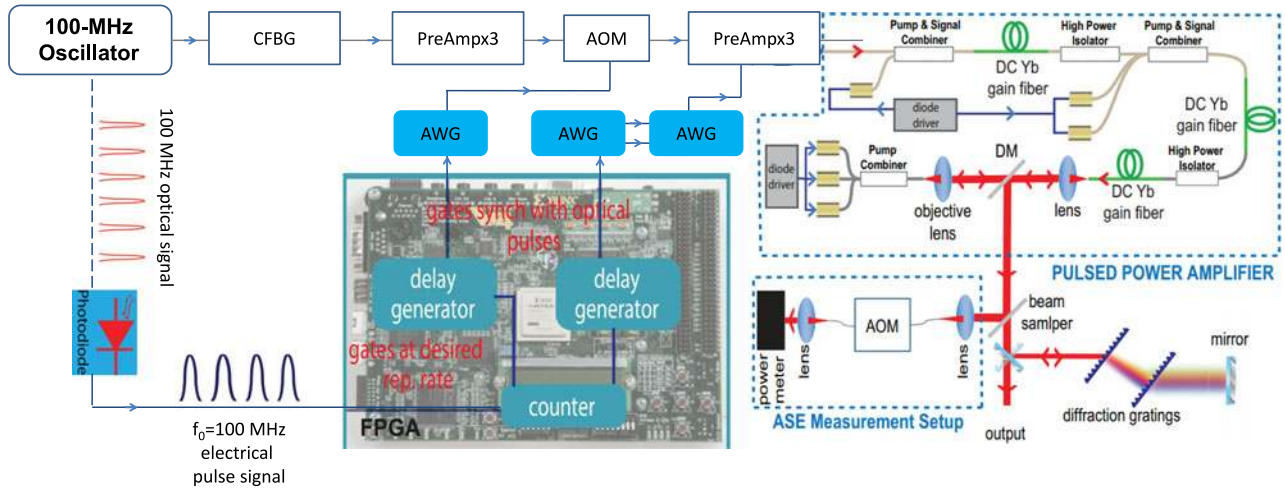 100-MHz
Oscillator
CFBG
PreAmpx3
AOM
PreAmpx3
Pump & Signal
Combiner
DC Yb
gain fiber
High Power
Isolator
Pump & Signal
Combiner
diode
driver
DC Yb
gain fiber
100 MHz optical signal
AWG
AWG
AWG
diode
driver
Pump
Combiner
objective
lens
DM
lens
DC Yb
gain fiber
High Power
Isolator
PULSED POWER AMPLIFIER
gates synch with optical
pulses
delay
generator
delay
generator
gates at desired
rep. rate
counter
FPGA
Photodiode
f₀=100 MHz
electrical
pulse signal
power
meter
lens
AOM
lens
beam
samlper
ASE Measurement Setup
output
diffraction gratings
mirror